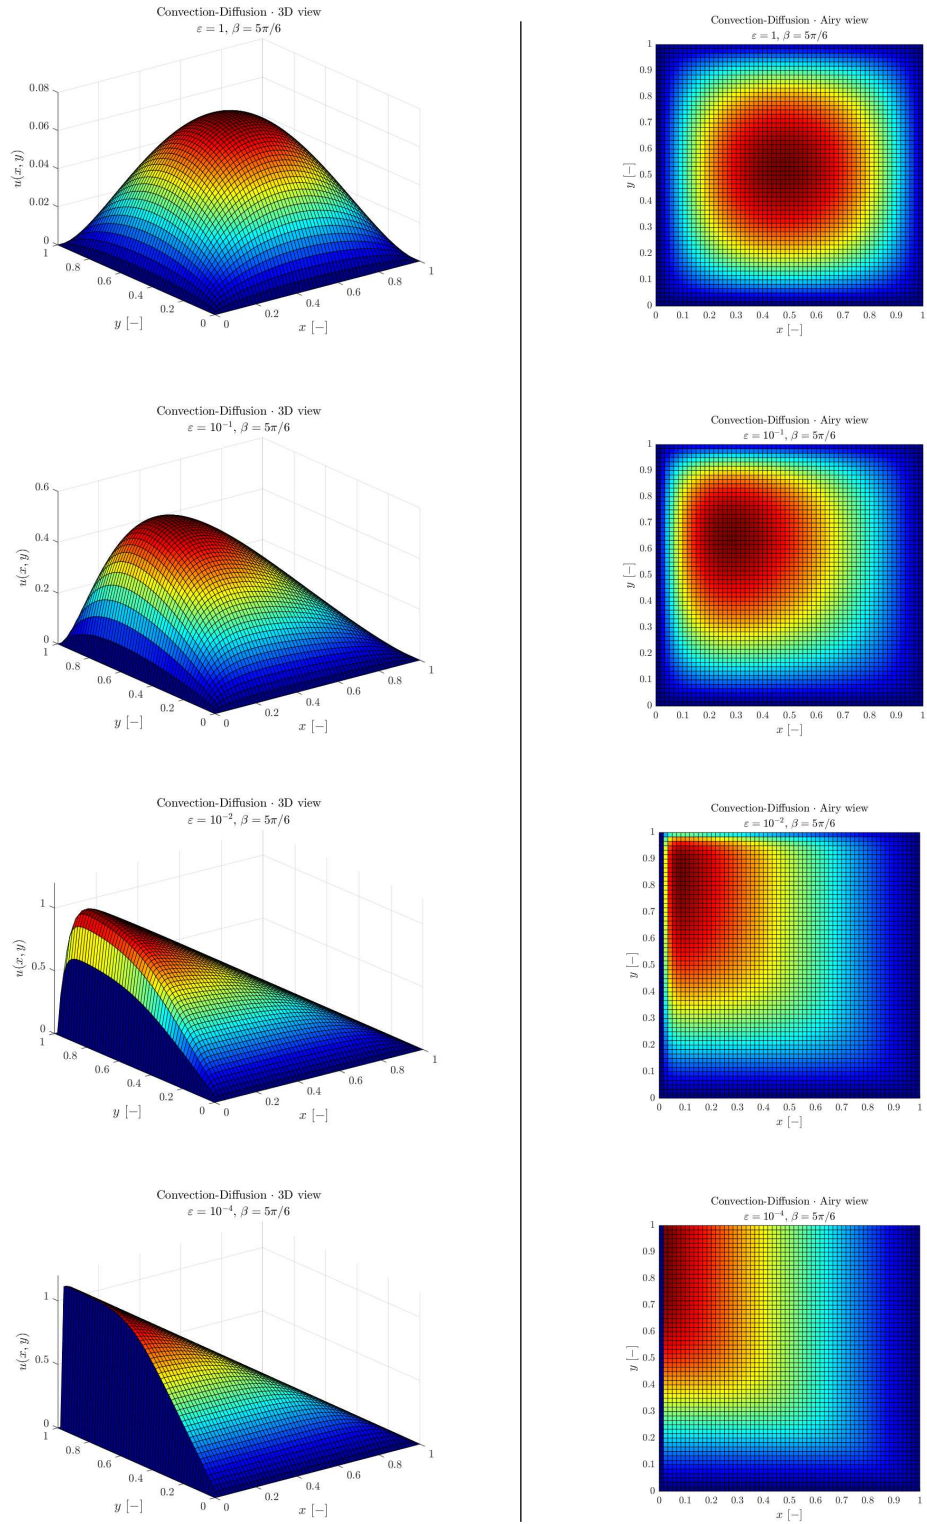 Convection-Diffusion · 3D view
ε = 1, β = 5π/6
0.08
0.06
0.04
0.02
0
u(x, y)
1
0.8
0.6
0.4
0.2
0
y [−]
0
0.2
0.4
0.6
0.8
1
x [−]
Convection-Diffusion · Airy wiew
ε = 1, β = 5π/6
1
0.9
0.8
0.7
0.6
0.5
0.4
0.3
0.2
0.1
0
y [−]
0 0.1 0.2 0.3 0.4 0.5 0.6 0.7 0.8 0.9 1
x [−]
Convection-Diffusion · 3D view
ε = 10⁻¹, β = 5π/6
0.6
0.4
0.2
0
u(x, y)
1
0.8
0.6
0.4
0.2
0
y [−]
0
0.2
0.4
0.6
0.8
1
x [−]
Convection-Diffusion · Airy wiew
ε = 10⁻¹, β = 5π/6
1
0.9
0.8
0.7
0.6
0.5
0.4
0.3
0.2
0.1
0
y [−]
0 0.1 0.2 0.3 0.4 0.5 0.6 0.7 0.8 0.9 1
x [−]
Convection-Diffusion · 3D view
ε = 10⁻², β = 5π/6
1
0.5
0
u(x, y)
1
0.8
0.6
0.4
0.2
0
y [−]
0
0.2
0.4
0.6
0.8
1
x [−]
Convection-Diffusion · Airy wiew
ε = 10⁻², β = 5π/6
1
0.9
0.8
0.7
0.6
0.5
0.4
0.3
0.2
0.1
0
y [−]
0 0.1 0.2 0.3 0.4 0.5 0.6 0.7 0.8 0.9 1
x [−]
Convection-Diffusion · 3D view
ε = 10⁻⁴, β = 5π/6
1
0.5
0
u(x, y)
1
0.8
0.6
0.4
0.2
0
y [−]
0
0.2
0.4
0.6
0.8
1
x [−]
Convection-Diffusion · Airy wiew
ε = 10⁻⁴, β = 5π/6
1
0.9
0.8
0.7
0.6
0.5
0.4
0.3
0.2
0.1
0
y [−]
0 0.1 0.2 0.3 0.4 0.5 0.6 0.7 0.8 0.9 1
x [−]